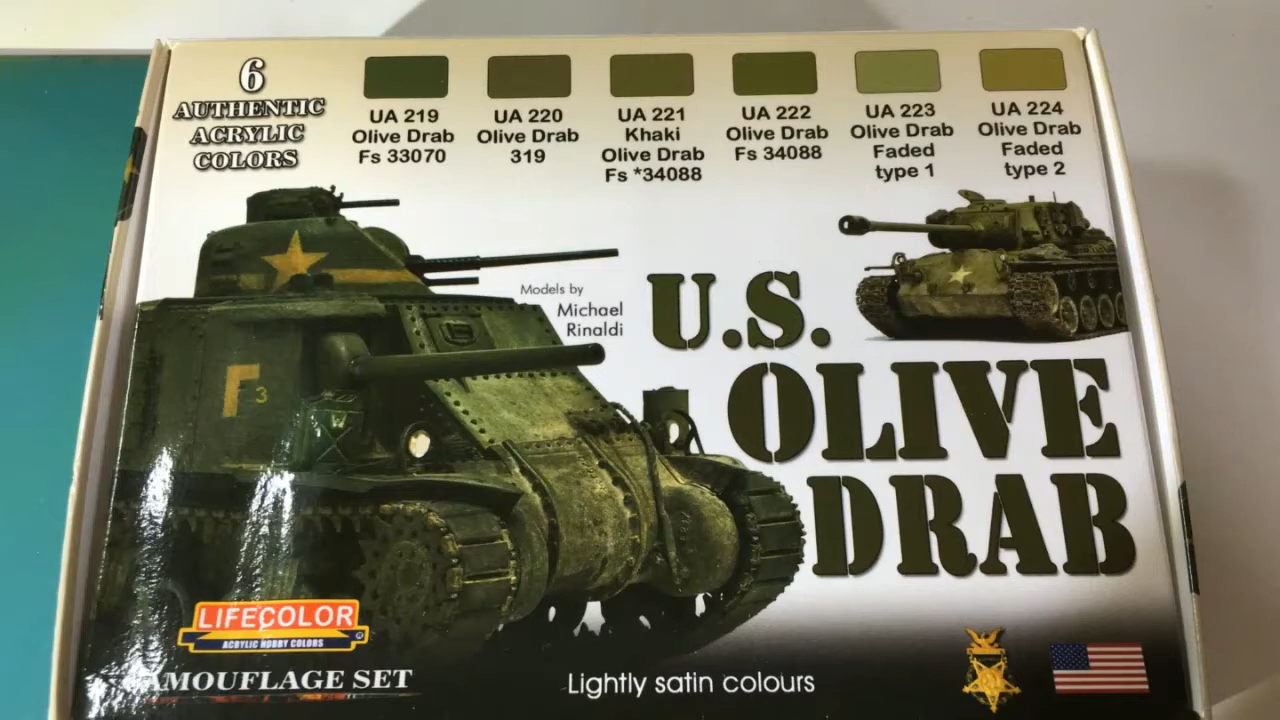 6
AUTHENTIC
ACRYLIC
COLORS
UA 219
Olive Drab
Fs 33070
UA 220
Olive Drab
319
UA 221
Khaki
Olive Drab
Fs *34088
UA 222
Olive Drab
Fs 34088
UA 223
Olive Drab
Faded
type 1
UA 224
Olive Drab
Faded
type 2
Models by
Michael
Rinaldi
U.S.
OLIVE
DRAB
F 3
W
LIFECOLOR
ACRYLIC HOBBY COLORS
AMOUFLAGE SET
Lightly satin colours